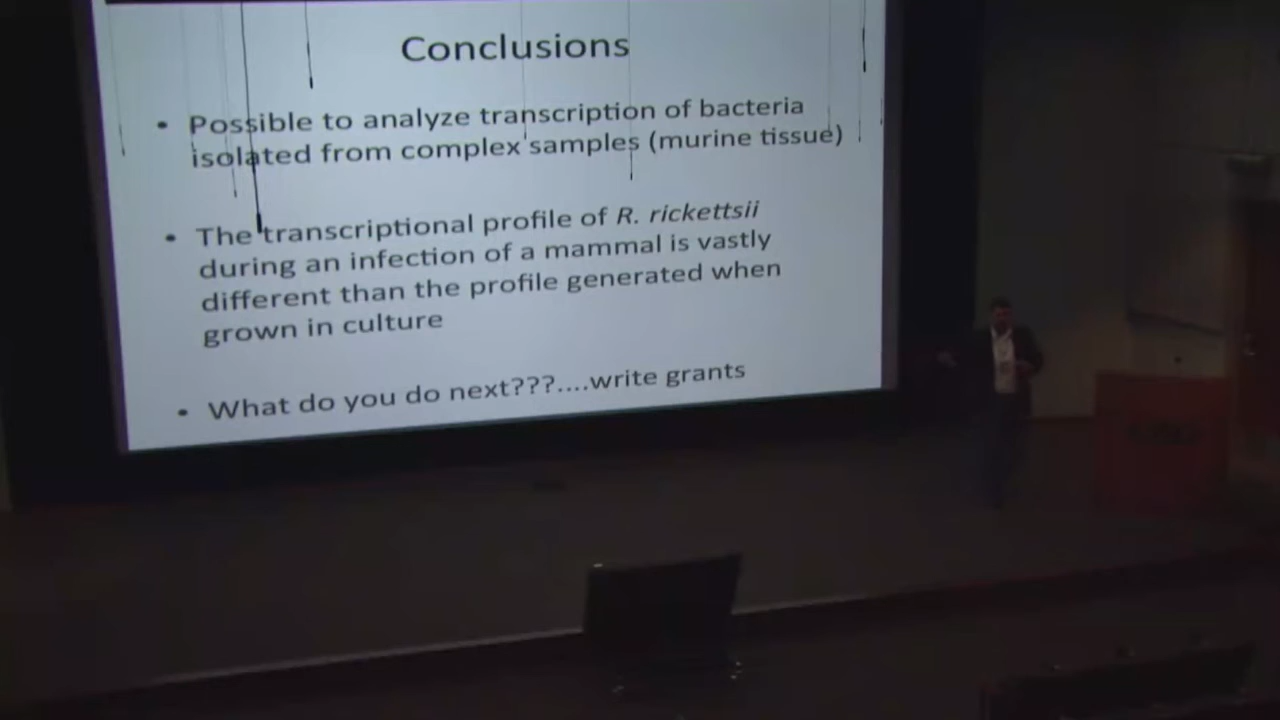 Conclusions
• Possible to analyze transcription of bacteria
isolated from complex samples (murine tissue)
• The transcriptional profile of R. rickettsii
during an infection of a mammal is vastly
different than the profile generated when
grown in culture
• What do you do next???....write grants